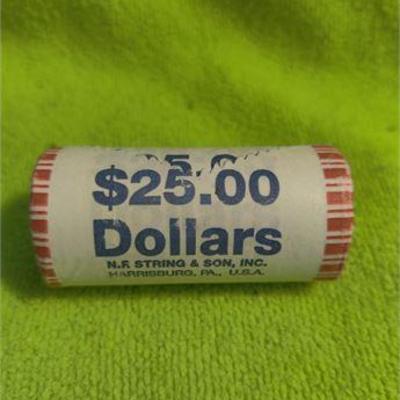 $25.00
Dollars
N.F. STRING & SON, INC.
HARRISBURG, PA., U.S.A.